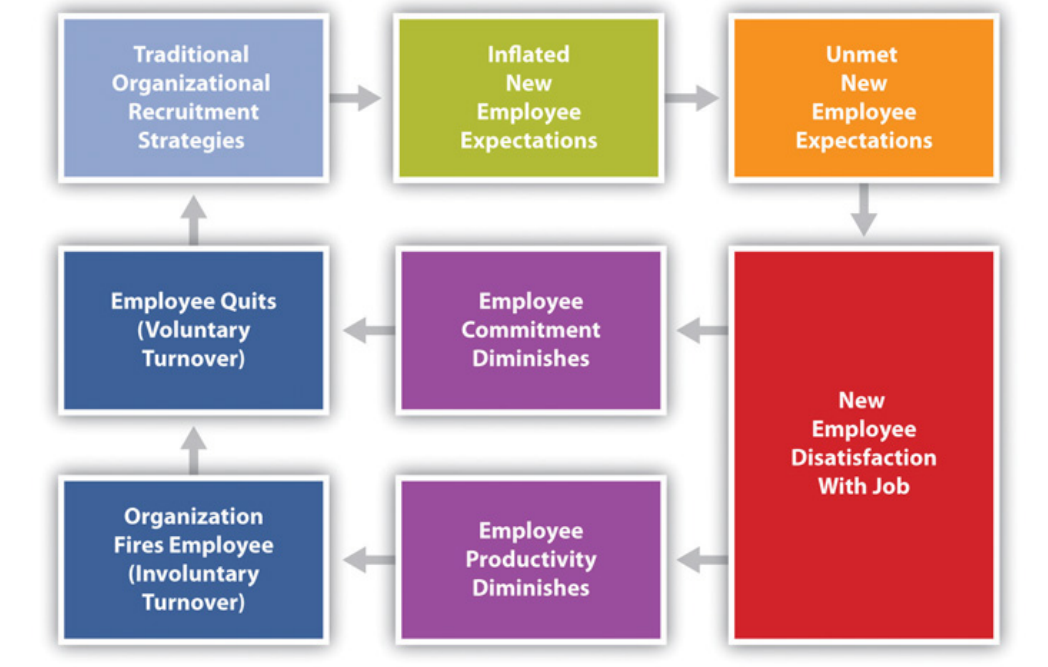 Traditional
Organizational
Recruitment
Strategies
Inflated
New
Employee
Expectations
Unmet
New
Employee
Expectations
Employee Quits
(Voluntary
Turnover)
Employee
Commitment
Diminishes
New
Employee
Disatisfaction
With Job
Organization
Fires Employee
(Involuntary
Turnover)
Employee
Productivity
Diminishes